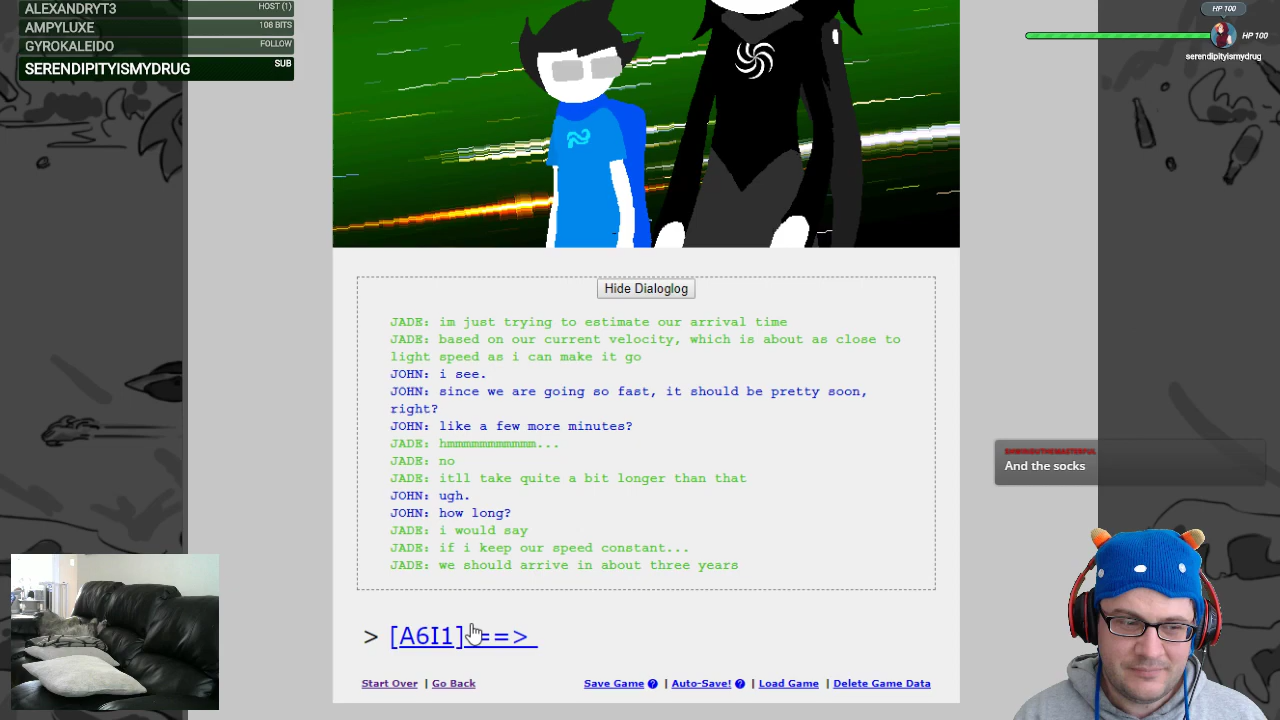 ALEXANDRYT3 HOST (1)
AMPYLUXE 108 BITS
GYROKALEIDO FOLLOW
SERENDIPITYISMYDRUG SUB
HP 100
HP 100
serendipityismydrug
Hide Dialoglog
JADE: im just trying to estimate our arrival time
JADE: based on our current velocity, which is about as close to
light speed as i can make it go
JOHN: i see.
JOHN: since we are going so fast, it should be pretty soon,
right?
JOHN: like a few more minutes?
JADE: hmmmmmmmmmmm...
JADE: no
JADE: itll take quite a bit longer than that
JOHN: ugh.
JOHN: how long?
JADE: i would say
JADE: if i keep our speed constant...
JADE: we should arrive in about three years
And the socks
> [A6I1] ==>
Start Over | Go Back Save Game ? | Auto-Save! ? | Load Game | Delete Game Data